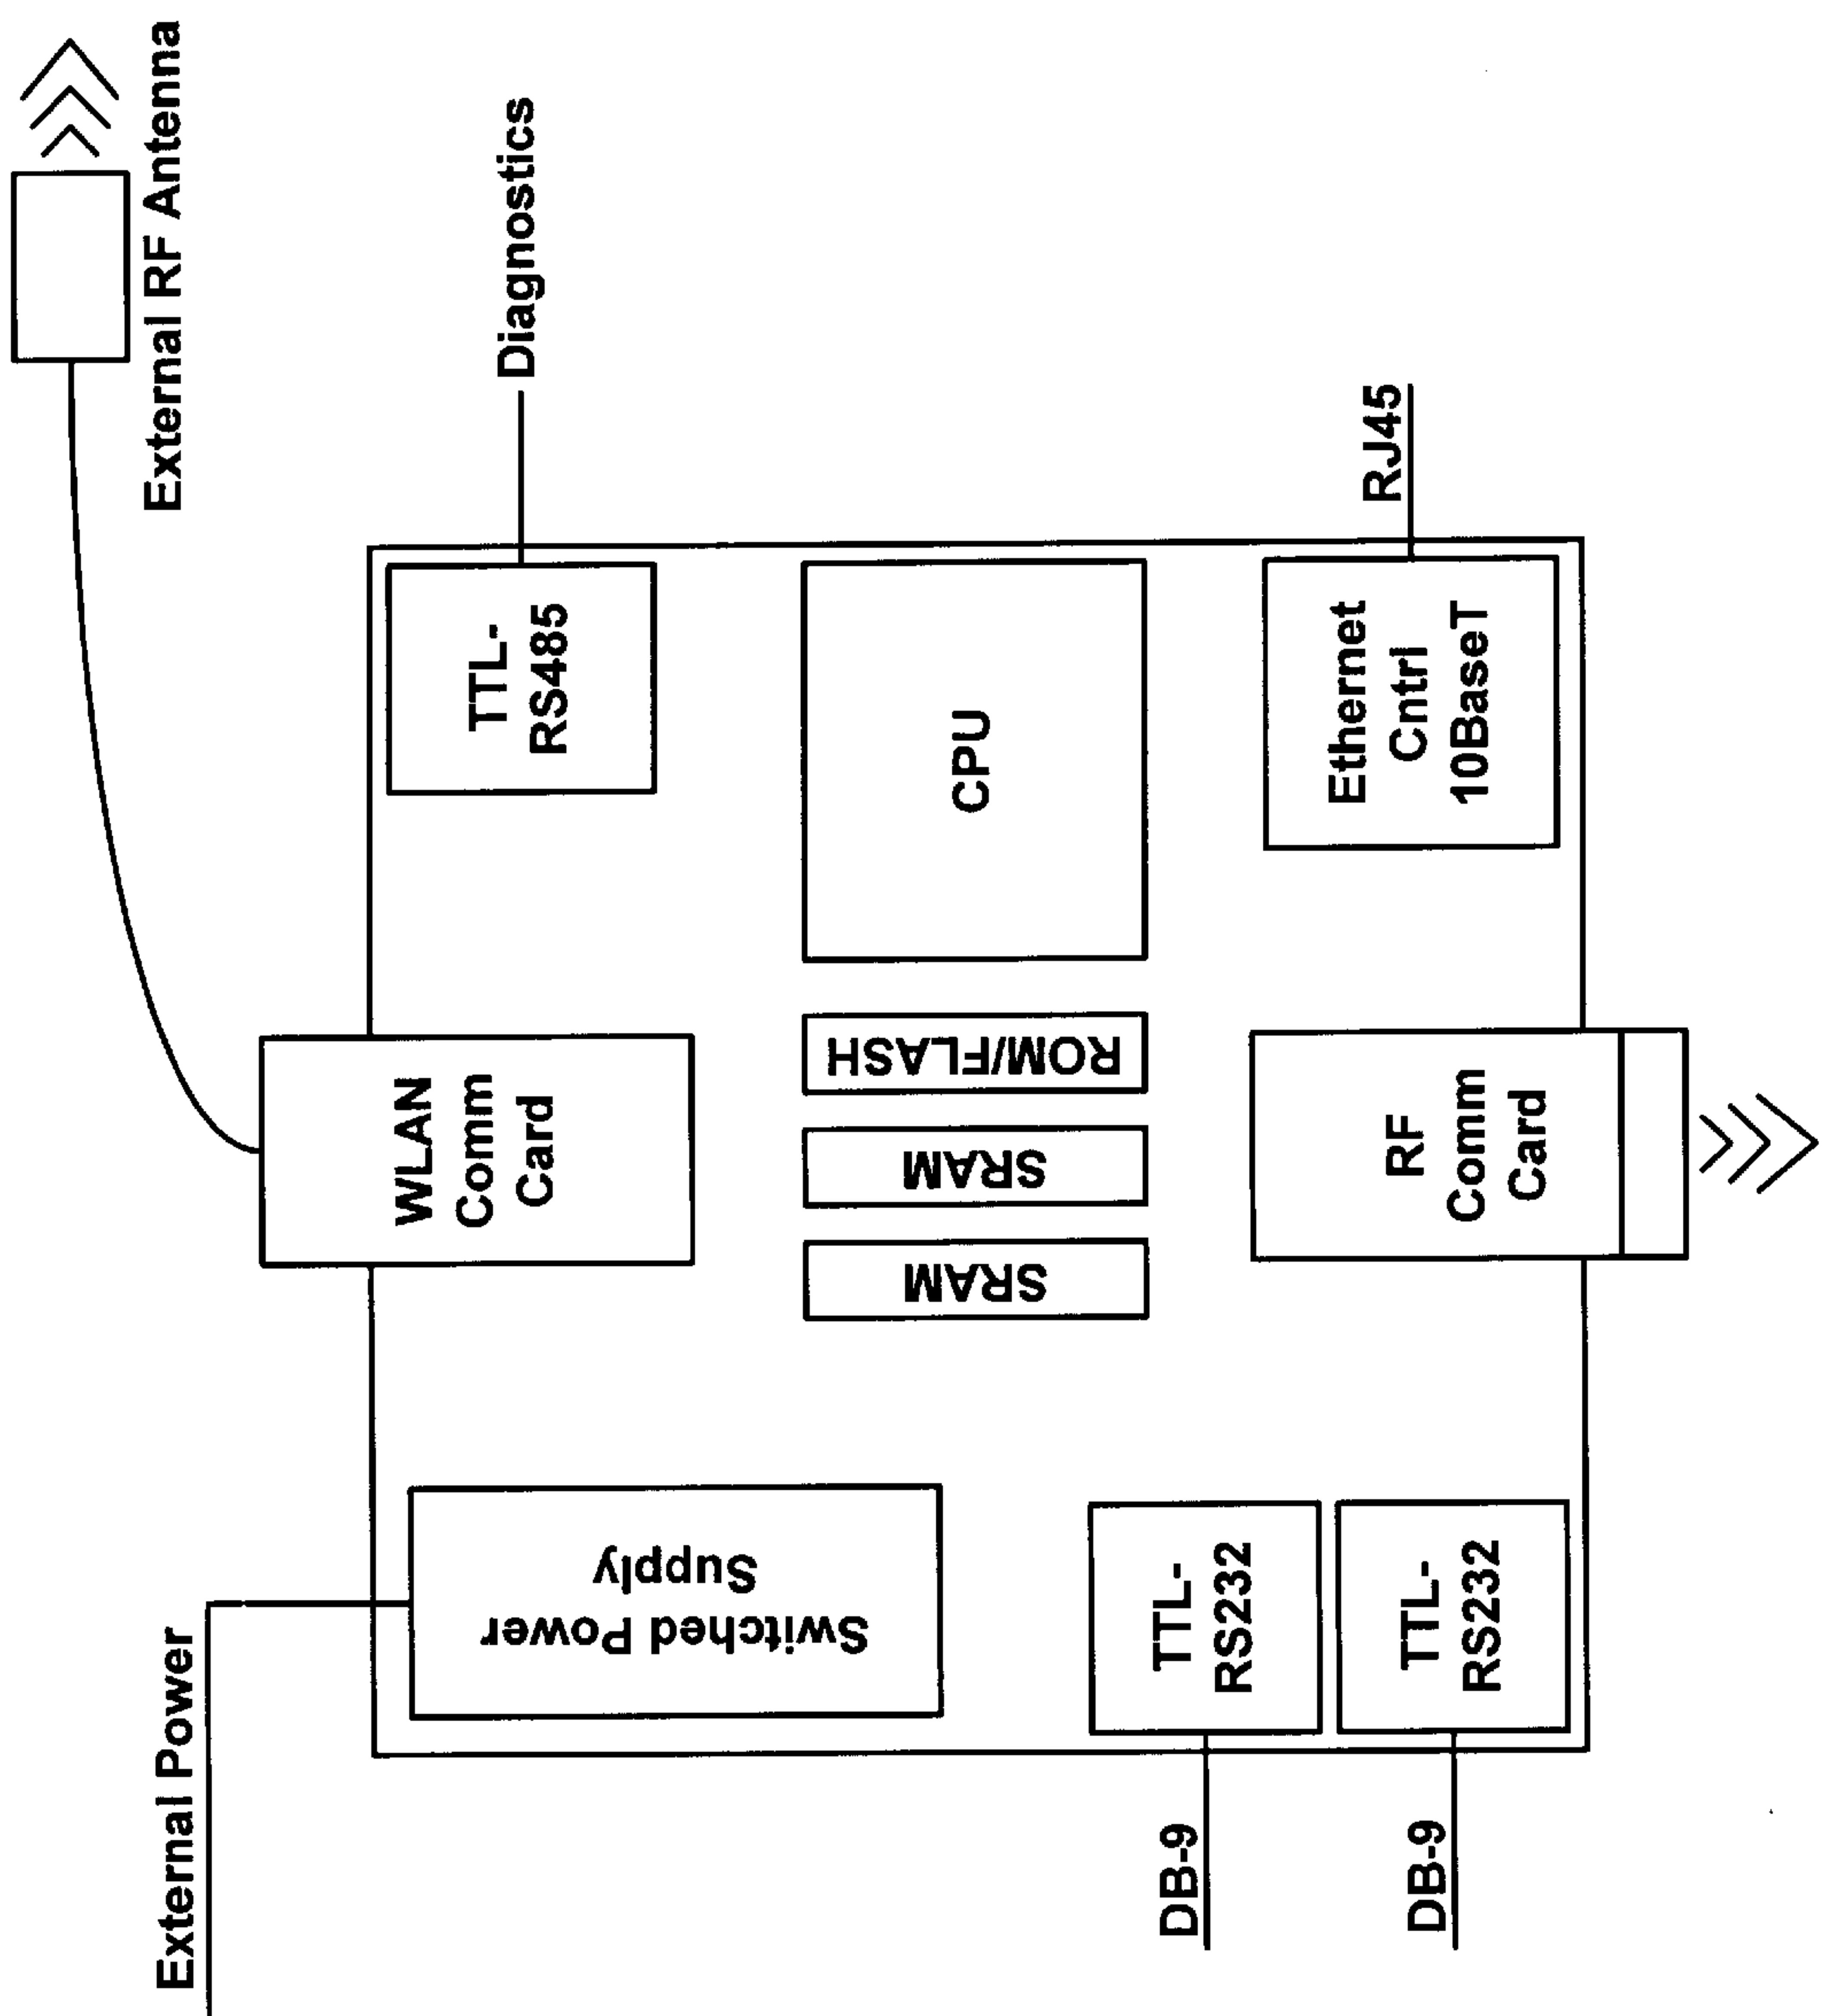 External RF Antenna
External Power
Diagnostics
WLAN
Comm
Card
TTL-
RS485
Switched Power
Supply
SRAM
SRAM
ROM/FLASH
CPU
TTL-
RS232
DB-9
TTL-
RS232
DB-9
RF
Comm
Card
Ethernet
Cntrl
10BaseT
RJ45